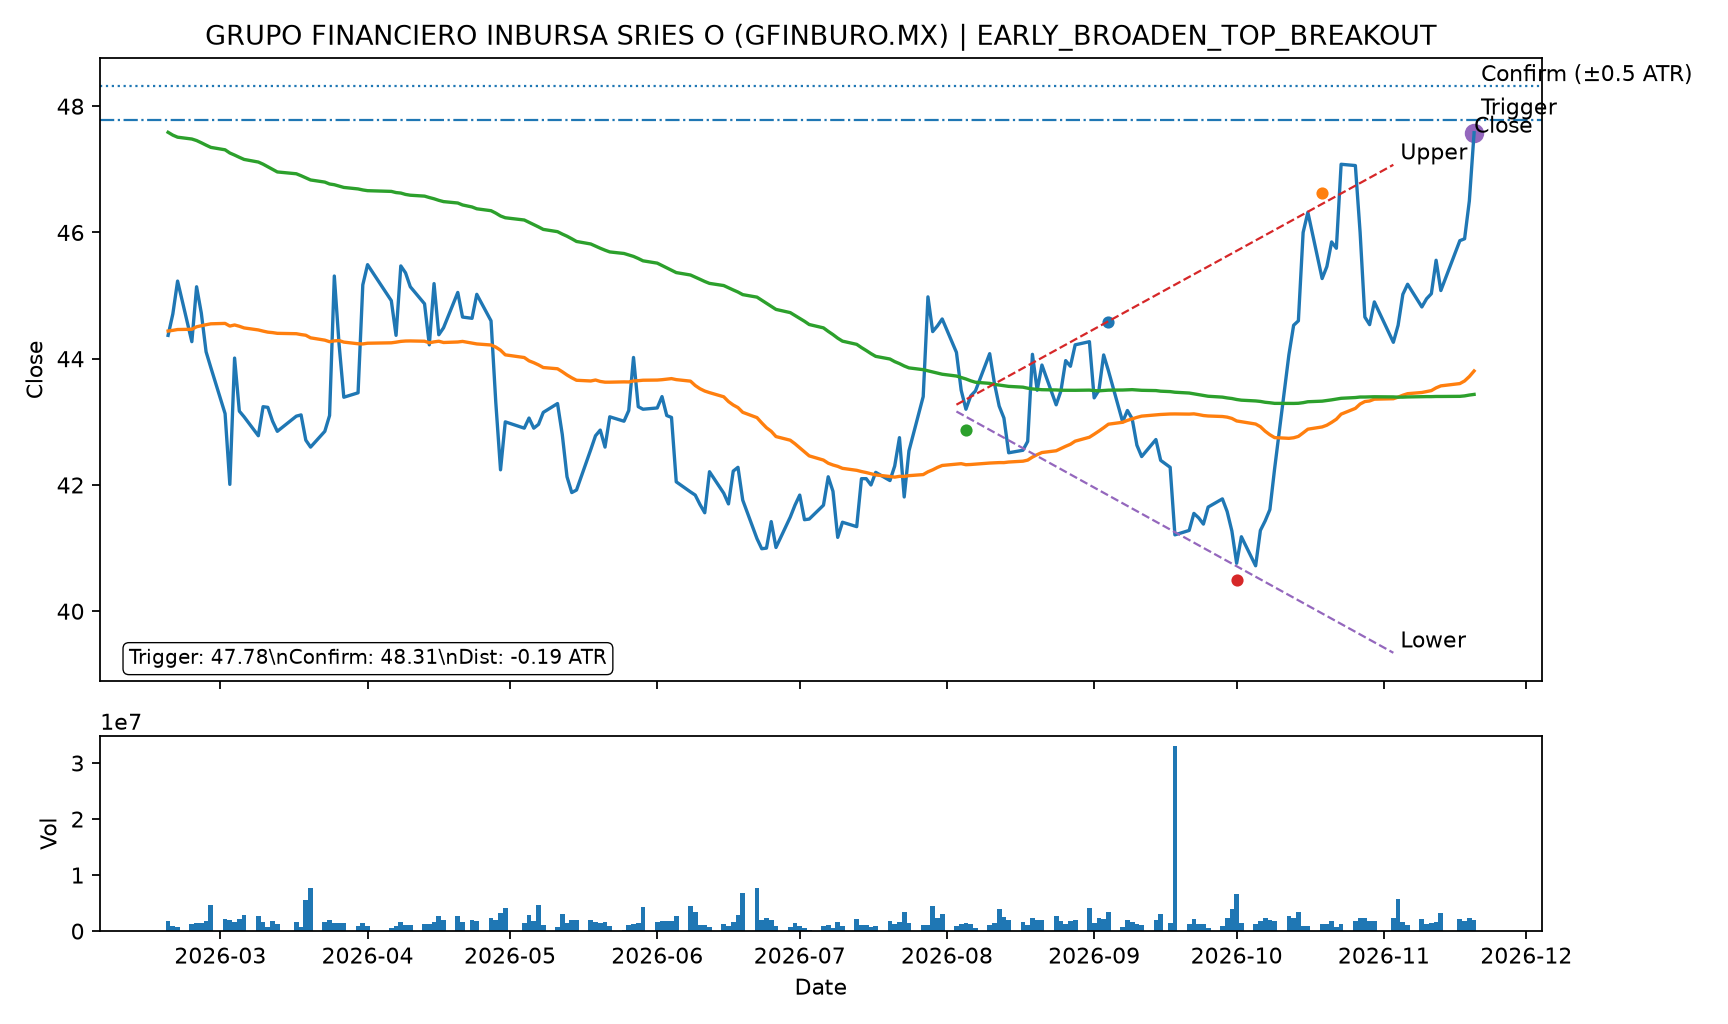 GRUPO FINANCIERO INBURSA SRIES O (GFINBURO.MX) | EARLY_BROADEN_TOP_BREAKOUT
Confirm (±0.5 ATR)
Trigger
Close
Upper
Lower
48
46
44
42
40
Close
Trigger: 47.78\nConfirm: 48.31\nDist: -0.19 ATR
1e7
3
2
1
0
Vol
2026-03 2026-04 2026-05 2026-06 2026-07 2026-08 2026-09 2026-10 2026-11 2026-12
Date